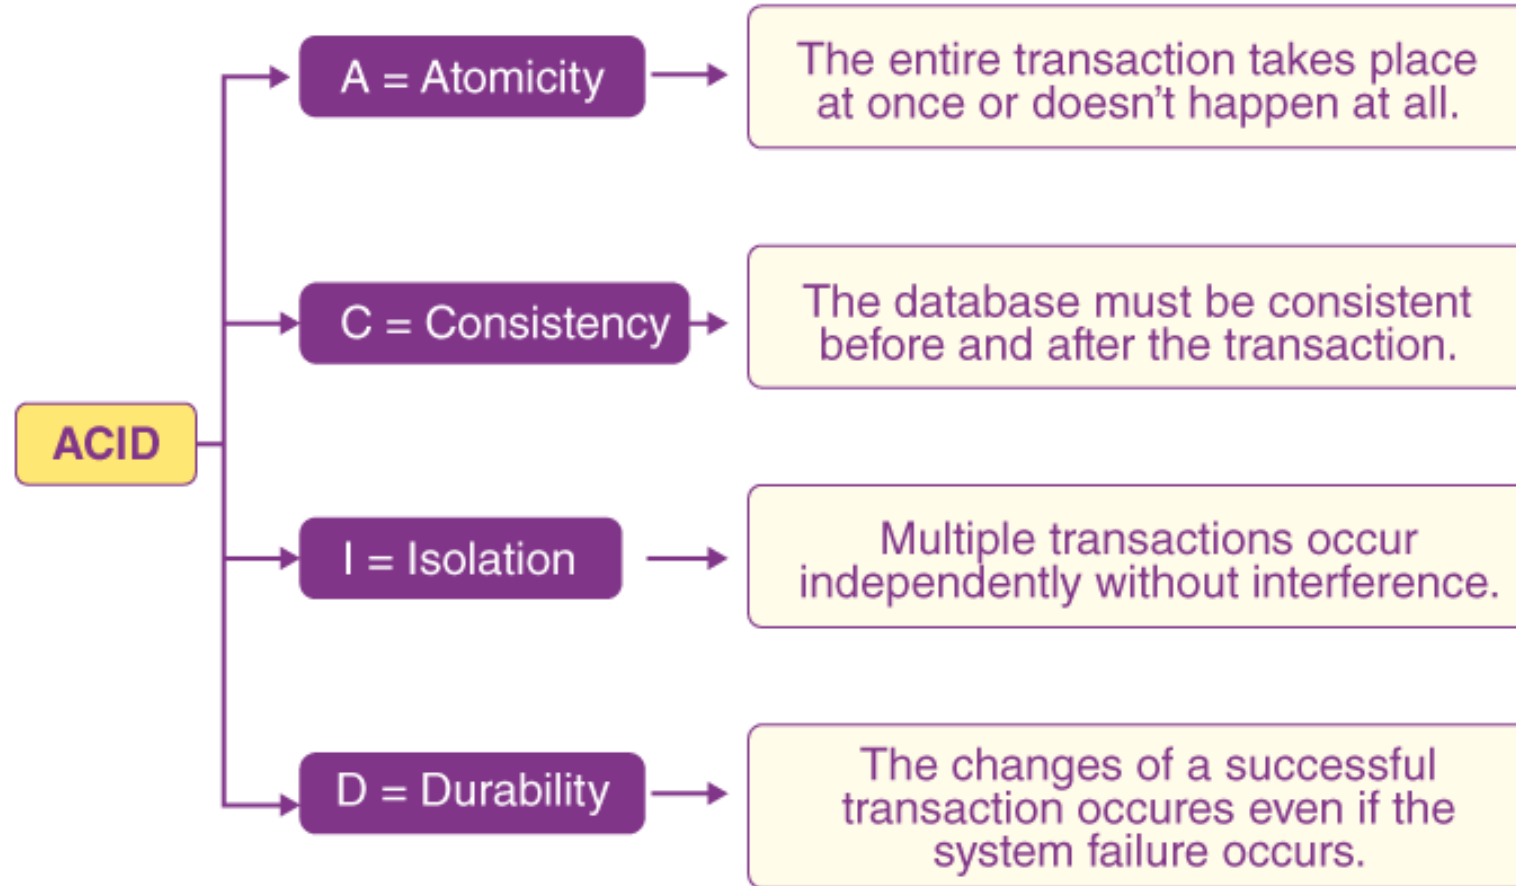 A = Atomicity
The entire transaction takes place
at once or doesn’t happen at all.
C = Consistency
The database must be consistent
before and after the transaction.
ACID
I = Isolation
Multiple transactions occur
independently without interference.
D = Durability
The changes of a successful
transaction occures even if the
system failure occurs.